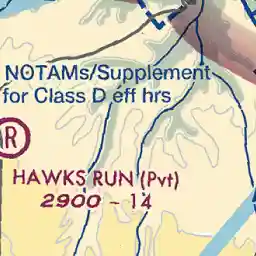 NOTAMs/Supplement
for Class D eff hrs
R
HAWKS RUN (Pvt)
2900 - 14